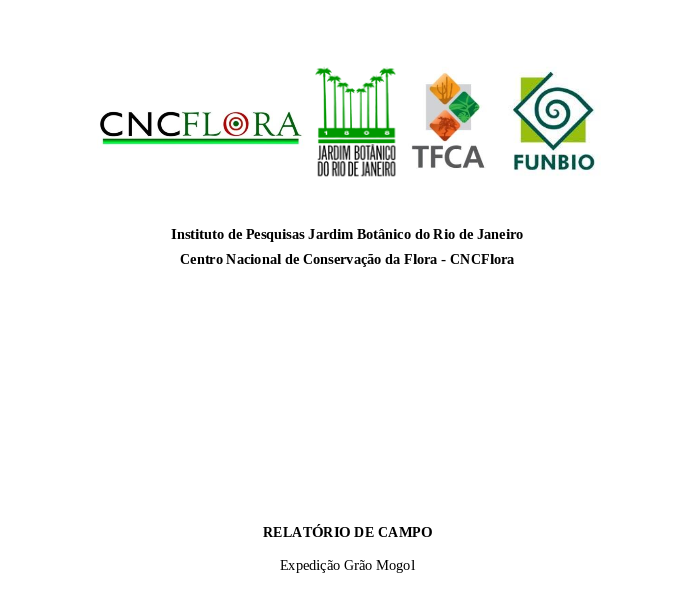 CNCFLORA
1808
JARDIM BOTÂNICO
DO RIO DE JANEIRO
TFCA
FUNBIO
Instituto de Pesquisas Jardim Botânico do Rio de Janeiro
Centro Nacional de Conservação da Flora - CNCFlora
RELATÓRIO DE CAMPO
Expedição Grão Mogol